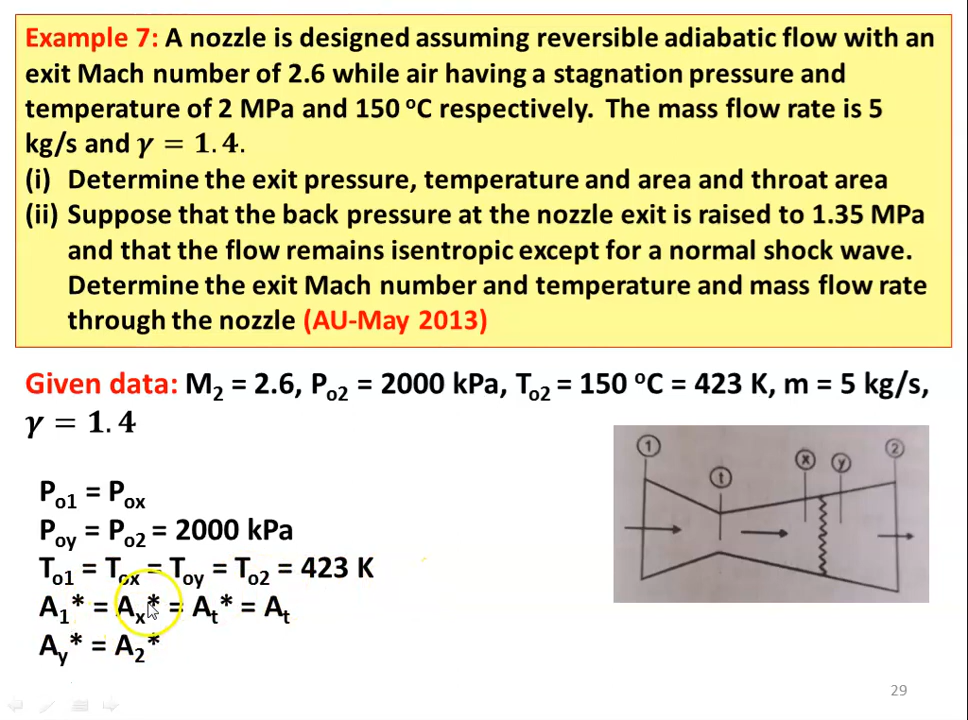 Example 7: A nozzle is designed assuming reversible adiabatic flow with an
exit Mach number of 2.6 while air having a stagnation pressure and
temperature of 2 MPa and 150 ᵒC respectively. The mass flow rate is 5
kg/s and γ = 1.4.
(i) Determine the exit pressure, temperature and area and throat area
(ii) Suppose that the back pressure at the nozzle exit is raised to 1.35 MPa
and that the flow remains isentropic except for a normal shock wave.
Determine the exit Mach number and temperature and mass flow rate
through the nozzle (AU-May 2013)
Given data: M₂ = 2.6, Pₒ₂ = 2000 kPa, Tₒ₂ = 150 ᵒC = 423 K, m = 5 kg/s,
γ = 1.4
Pₒ₁ = Pₒₓ
Poy = Pₒ₂ = 2000 kPa
Tₒ₁ = Tₒₓ = Toy = Tₒ₂ = 423 K
A₁* = Aₓ* = Aₜ* = Aₜ
Ay* = A₂*
1
t
x
y
2
29